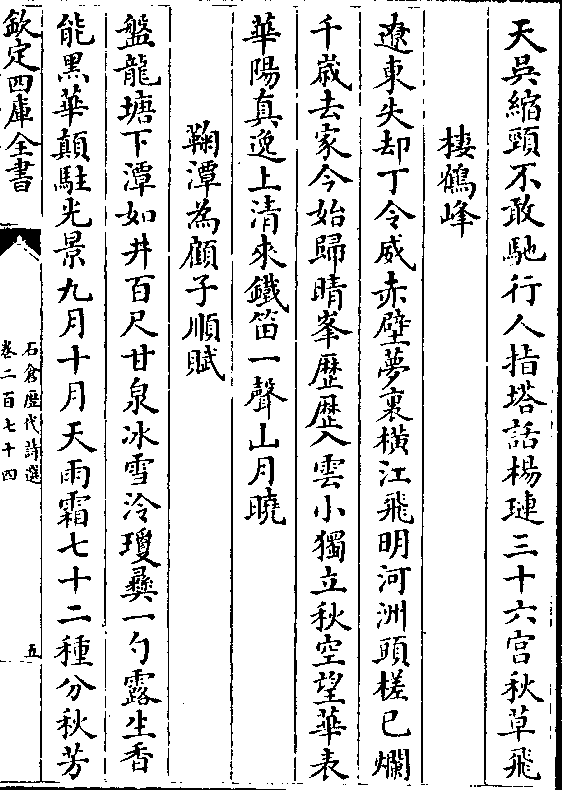 天吳縮頸不敢馳行人指塔話楊璉三十六宫秋草飛
棲鶴峰
遼東失却丁令威赤壁夢裏横江飛明河洲頭槎已爛
千歳去家今始歸晴峯歴歴入雲小獨立秋空望華表
華陽真逸上清來鐵笛一聲山月曉
鞠潭為顧子順賦
盤龍塘下潭如井百尺甘泉冰雪泠瓊彝一勺露生香
能黑華顛駐光景九月十月天雨霜七十二種分秋芳
欽定四庫全書
石倉歴代詩選
卷二百七十四
五